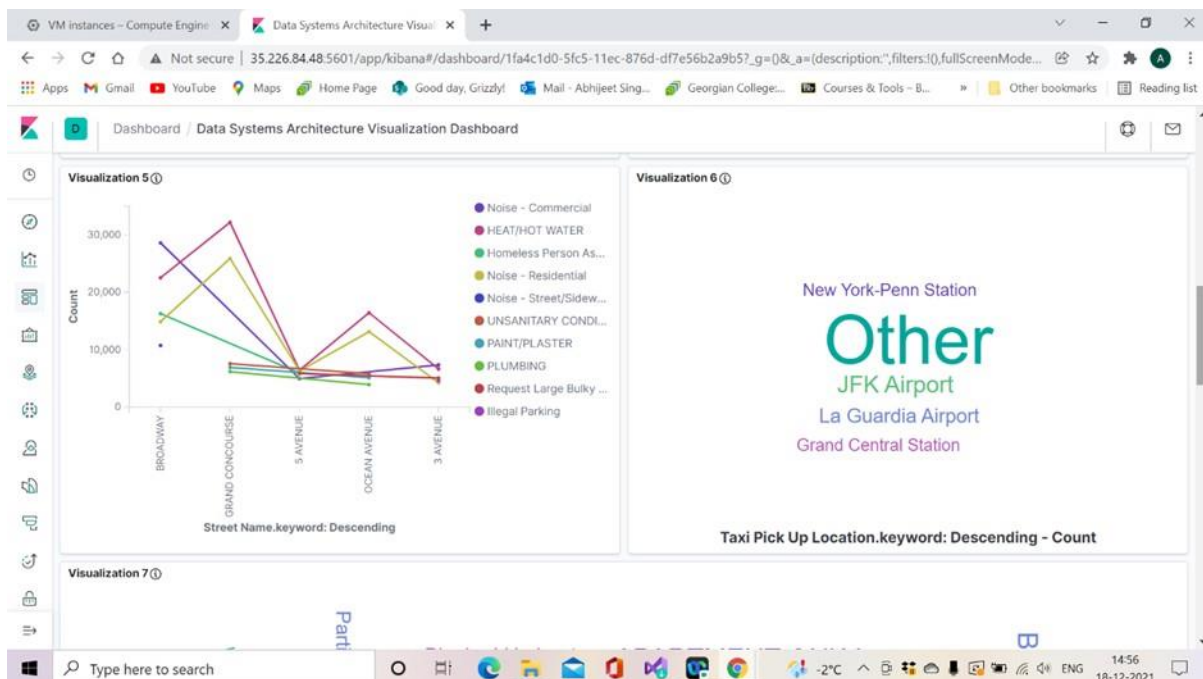 VM instances – Compute Engine
Data Systems Architecture Visual
Not secure | 35.226.84.48:5601/app/kibana#/dashboard/1fa4c1d0-5fc5-11ec-876d-df7e56b2a9b5?_g=()&_a=(description:'',filters:!(),fullScreenMode...
A
Apps
Gmail
YouTube
Maps
Home Page
Good day, Grizzly!
Mail - Abhijeet Sing...
Georgian College:...
Courses & Tools – B...
»
Other bookmarks
Reading list
D
Dashboard / Data Systems Architecture Visualization Dashboard
Visualization 5
30,000
20,000
10,000
0
Count
BROADWAY
GRAND CONCOURSE
5 AVENUE
OCEAN AVENUE
3 AVENUE
Street Name.keyword: Descending
Noise - Commercial
HEAT/HOT WATER
Homeless Person As...
Noise - Residential
Noise - Street/Sidew...
UNSANITARY CONDI...
PAINT/PLASTER
PLUMBING
Request Large Bulky ...
Illegal Parking
Visualization 6
New York-Penn Station
Other
JFK Airport
La Guardia Airport
Grand Central Station
Taxi Pick Up Location.keyword: Descending - Count
Visualization 7
Parti
B
Type here to search
-2°C
ENG
14:56
18-12-2021